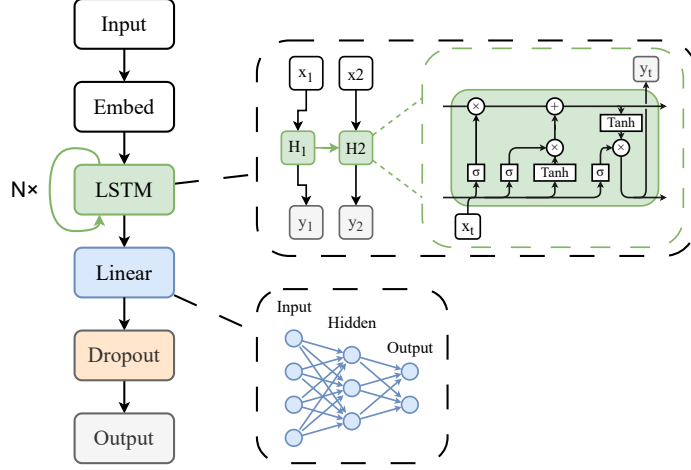 Input
Embed
N×
LSTM
Linear
Dropout
Output
x₁
x2
H₁
H2
y₁
y₂
yₜ
×
+
Tanh
×
×
σ
σ
Tanh
σ
xₜ
Input
Hidden
Output